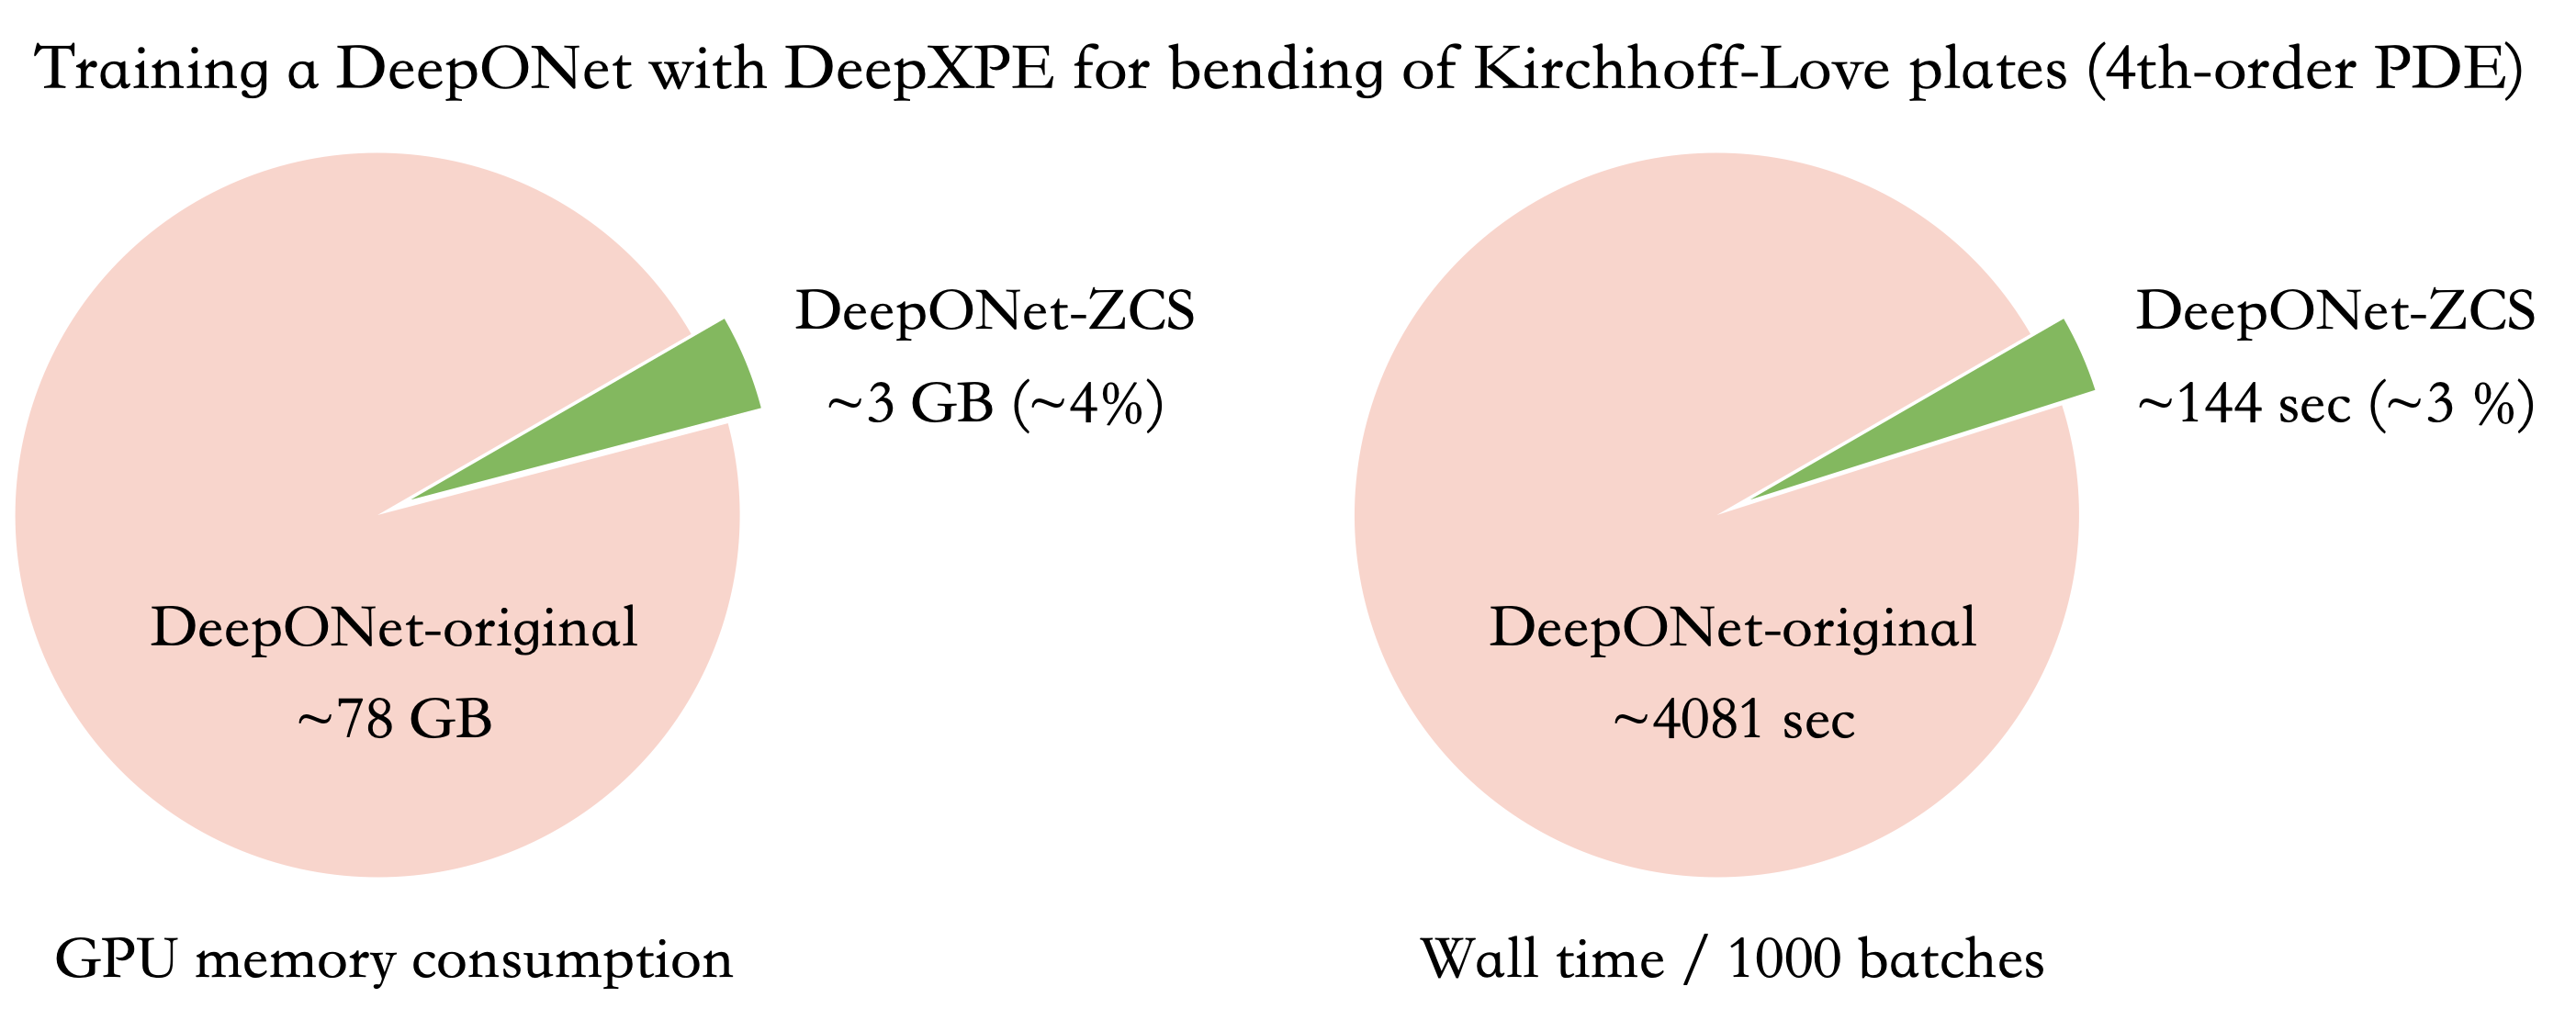 Training a DeepONet with DeepXPE for bending of Kirchhoff-Love plates (4th-order PDE)
DeepONet-ZCS
~3 GB (~4%)
DeepONet-original
~78 GB
GPU memory consumption
DeepONet-ZCS
~144 sec (~3 %)
DeepONet-original
~4081 sec
Wall time / 1000 batches